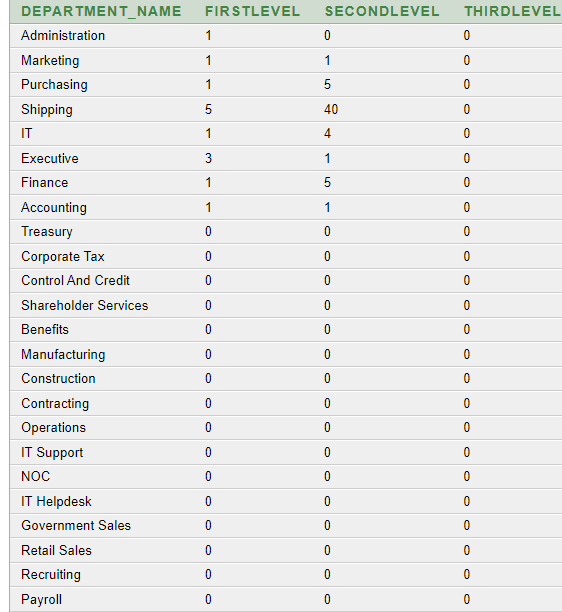 DEPARTMENT_NAME FIRSTLEVEL SECONDLEVEL THIRDLEVEL
Administration 1 0 0
Marketing 1 1 0
Purchasing 1 5 0
Shipping 5 40 0
IT 1 4 0
Executive 3 1 0
Finance 1 5 0
Accounting 1 1 0
Treasury 0 0 0
Corporate Tax 0 0 0
Control And Credit 0 0 0
Shareholder Services 0 0 0
Benefits 0 0 0
Manufacturing 0 0 0
Construction 0 0 0
Contracting 0 0 0
Operations 0 0 0
IT Support 0 0 0
NOC 0 0 0
IT Helpdesk 0 0 0
Government Sales 0 0 0
Retail Sales 0 0 0
Recruiting 0 0 0
Payroll 0 0 0